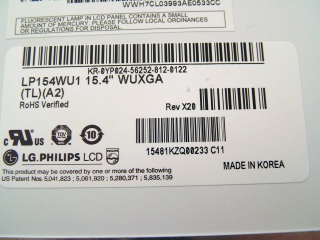 WWH7CL03993AE0533CC
FLUORESCENT LAMP IN LCD PANEL CONTAINS A SMALL
AMOUNT OF MERCURY. PLEASE FOLLOW LOCAL ORDINANCES
OR REGULATIONS FOR DISPOSAL
KR-0YP024-56252-812-0122
LP154WU1 15.4" WUXGA
(TL)(A2)
RoHS Verified
Rev X20
c RU US
10
LG.PHILIPS LCD
15481KZQ00233 C11
MADE IN KOREA
This product may be covered by one or more of the following
US Patent Nos. 5,041,823 ; 5,061,920 ; 5,280,371 ; 5,835,139